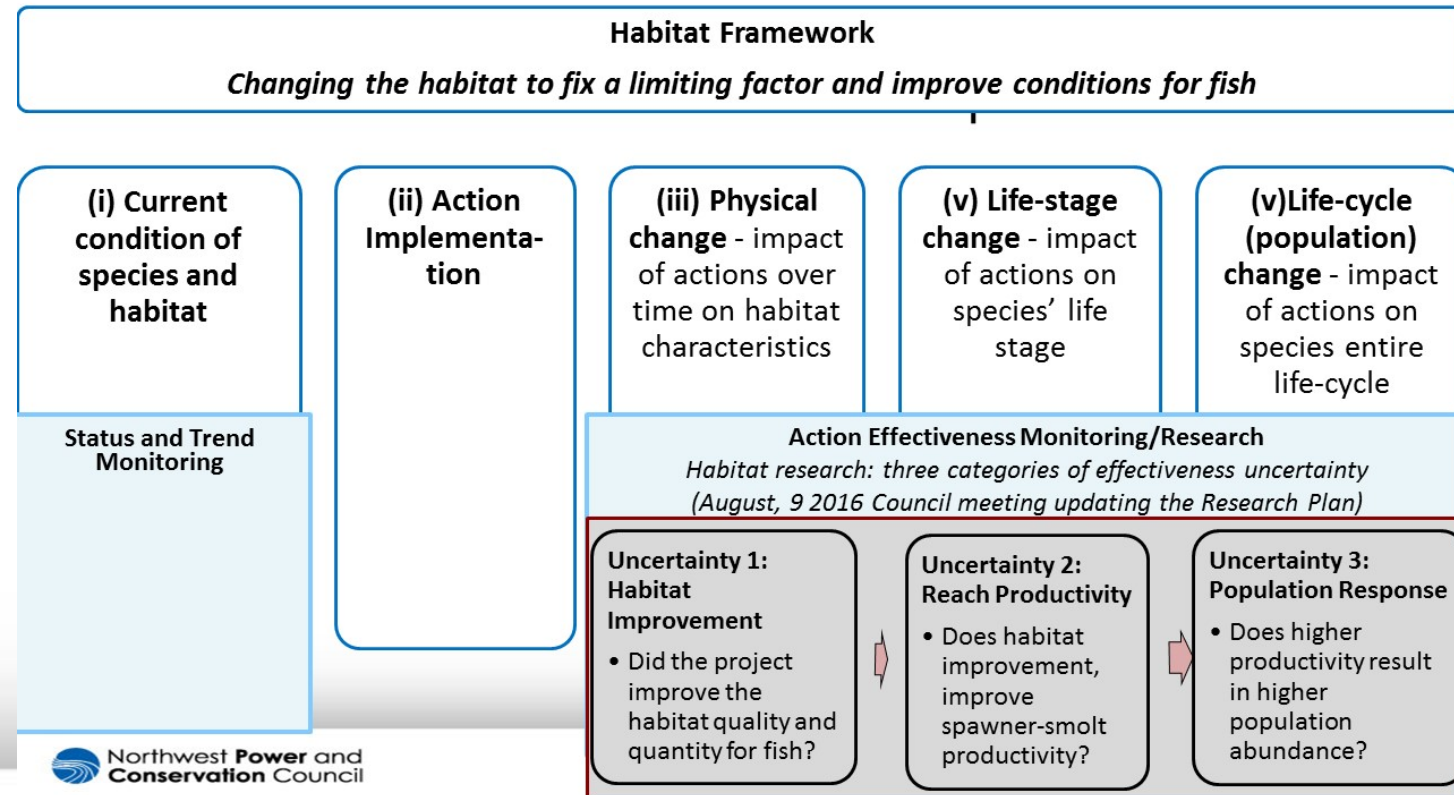 Habitat Framework
Changing the habitat to fix a limiting factor and improve conditions for fish
(i) Current
condition of
species and
habitat
(ii) Action
Implementa-
tion
(iii) Physical
change - impact
of actions over
time on habitat
characteristics
(v) Life-stage
change - impact
of actions on
species’ life
stage
(v)Life-cycle
(population)
change - impact
of actions on
species entire
life-cycle
Status and Trend
Monitoring
Action Effectiveness Monitoring/Research
Habitat research: three categories of effectiveness uncertainty
(August, 9 2016 Council meeting updating the Research Plan)
Uncertainty 1:
Habitat
Improvement
• Did the project
improve the
habitat quality and
quantity for fish?
Uncertainty 2:
Reach Productivity
• Does habitat
improvement,
improve
spawner-smolt
productivity?
Uncertainty 3:
Population Response
• Does higher
productivity result
in higher
population
abundance?
Northwest Power and
Conservation Council